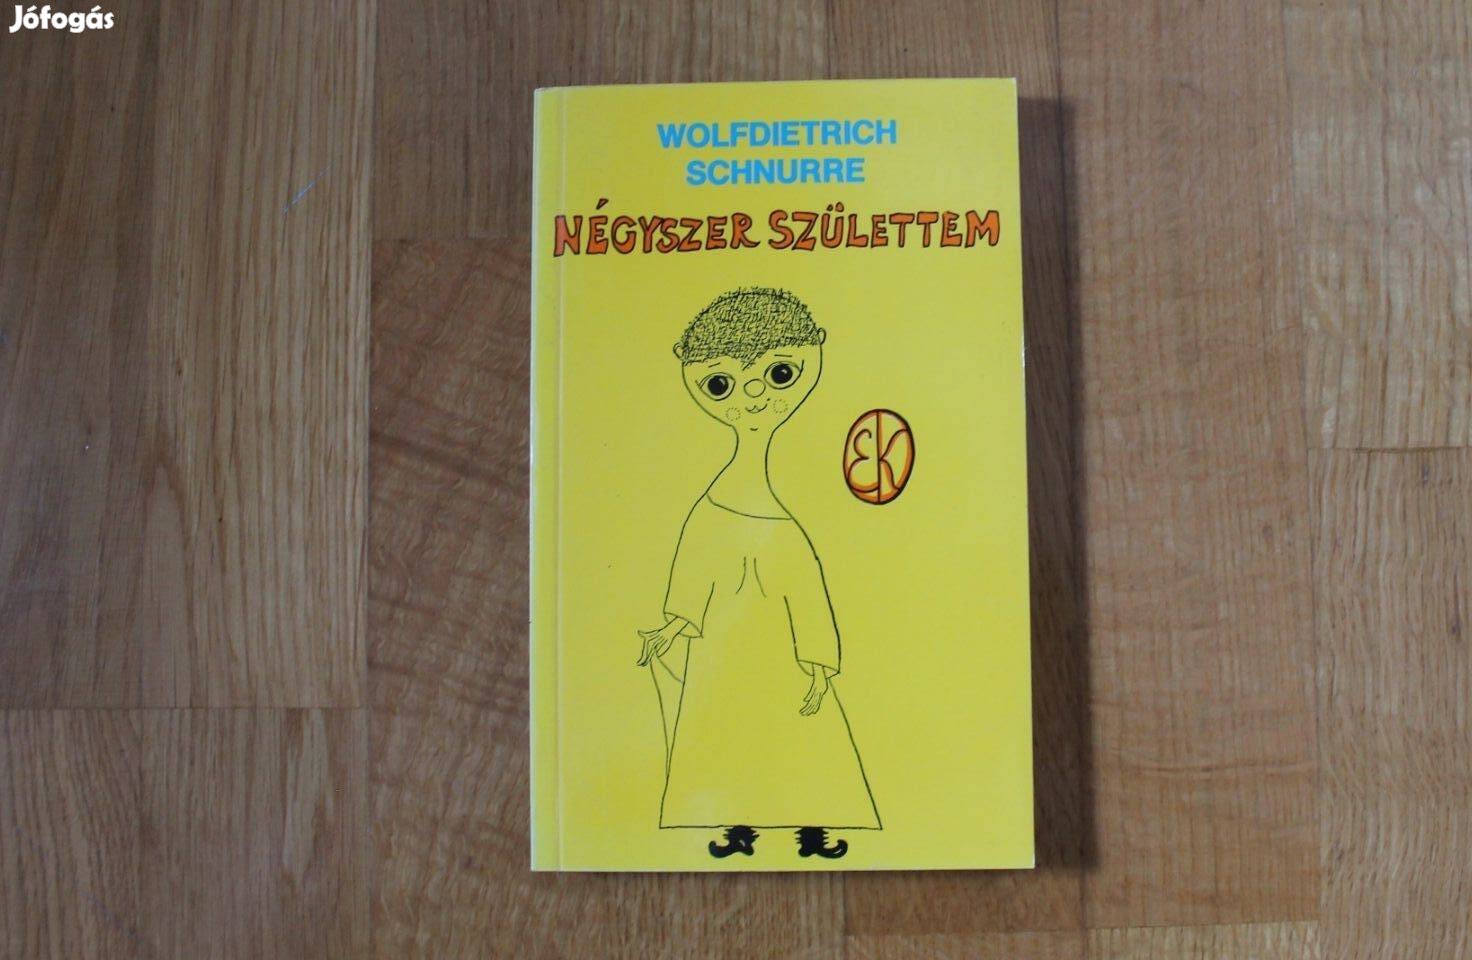 Jófogás
WOLFDIETRICH
SCHNURRE
NÉGYSZER SZÜLETTEM
EK